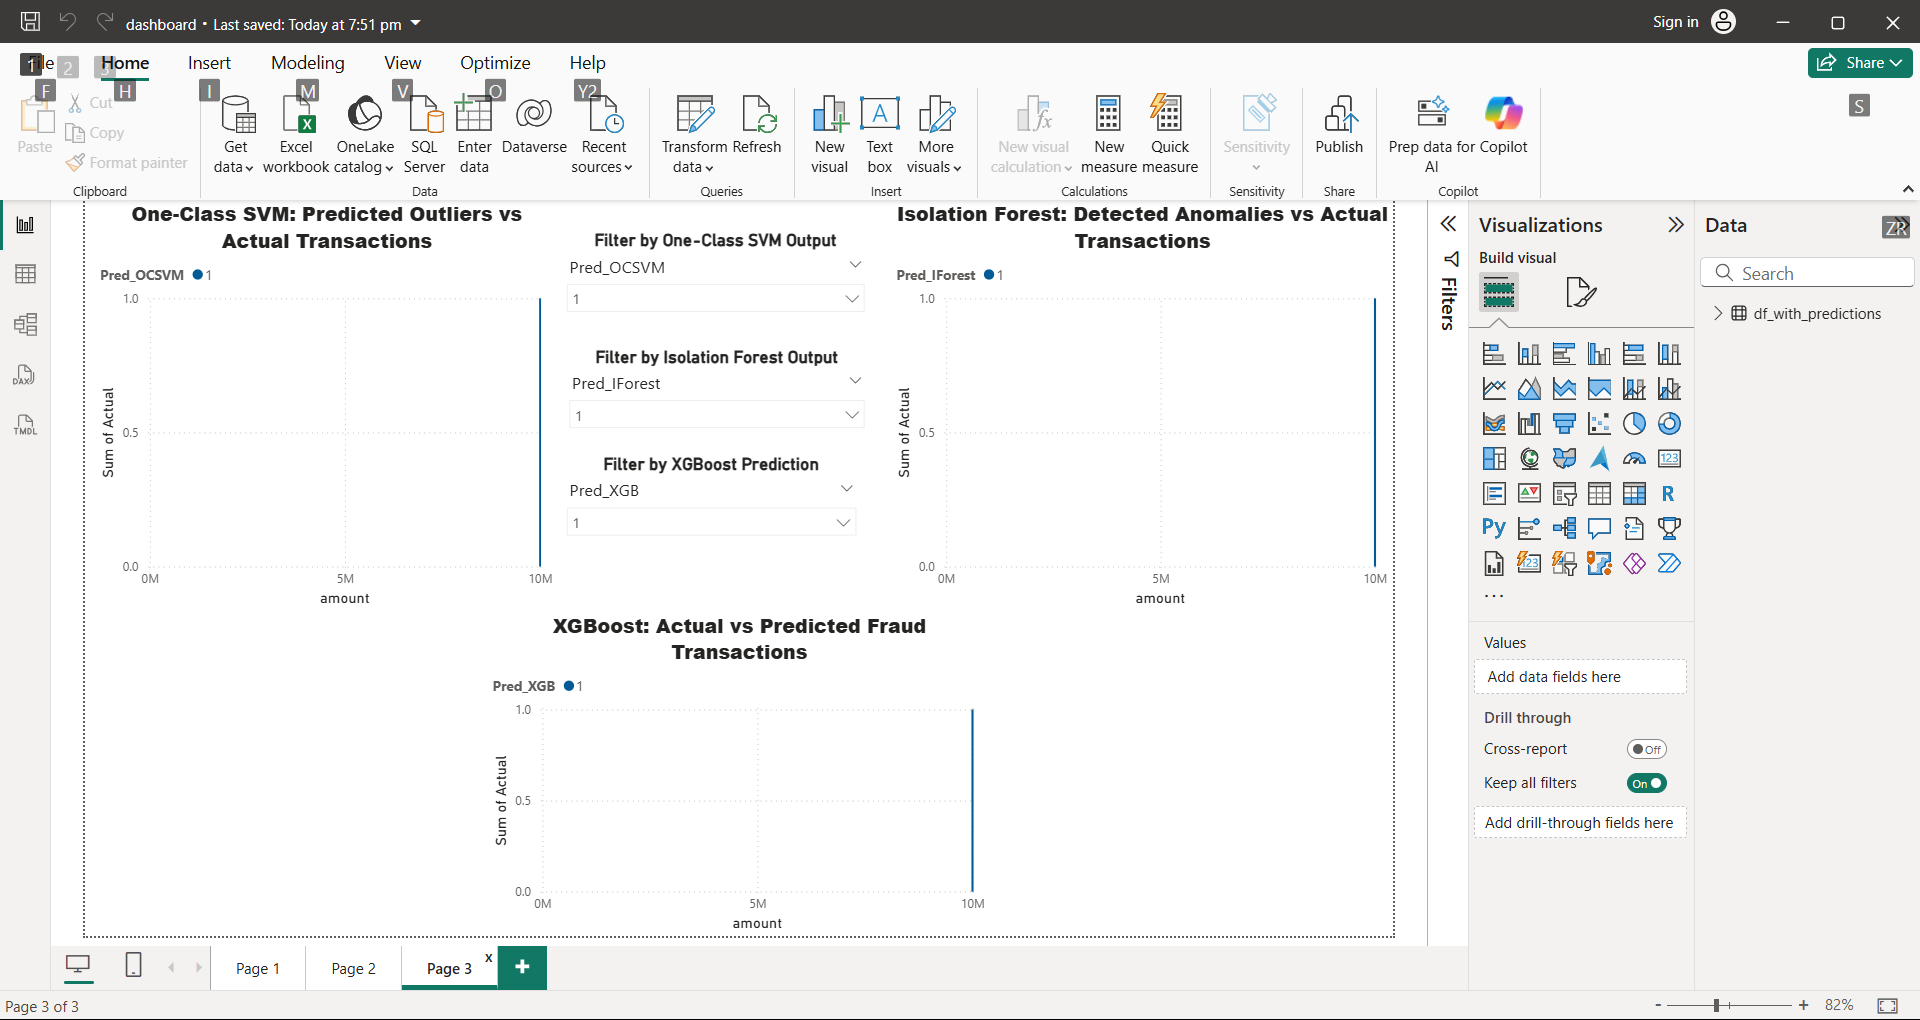 dashboard • Last saved: Today at 7:51 pm
Sign in
File
Home
Insert
Modeling
View
Optimize
Help
Share
1
2
3
F
H
I
M
V
O
Y2
S
Paste
Cut
Copy
Format painter
Clipboard
Get data
Excel workbook
OneLake catalog
SQL Server
Enter data
Dataverse
Recent sources
Data
Transform data
Refresh
Queries
New visual
Text box
More visuals
Insert
New visual calculation
New measure
Quick measure
Calculations
Sensitivity
Sensitivity
Publish
Share
Prep data for AI
Copilot
Copilot
One-Class SVM: Predicted Outliers vs
Actual Transactions
Pred_OCSVM 1
1.0
0.5
0.0
Sum of Actual
0M 5M 10M
amount
Filter by One-Class SVM Output
Pred_OCSVM
1
Filter by Isolation Forest Output
Pred_IForest
1
Filter by XGBoost Prediction
Pred_XGB
1
Isolation Forest: Detected Anomalies vs Actual
Transactions
Pred_IForest 1
1.0
0.5
0.0
Sum of Actual
0M 5M 10M
amount
XGBoost: Actual vs Predicted Fraud
Transactions
Pred_XGB 1
1.0
0.5
0.0
Sum of Actual
0M 5M 10M
amount
Filters
Visualizations
Build visual
123
R
Py
123
...
Values
Add data fields here
Drill through
Cross-report
Off
Keep all filters
On
Add drill-through fields here
Data
ZR
Search
df_with_predictions
DAX
TMDL
Page 1
Page 2
Page 3
x
+
Page 3 of 3
- + 82%